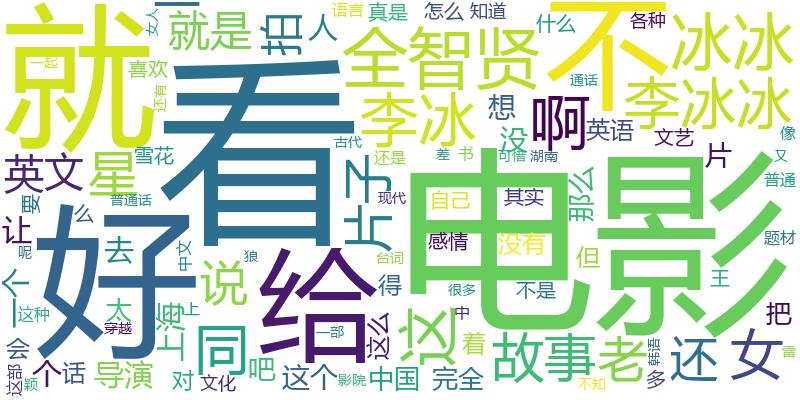 就
看
好
电影
不
给
就是
拍
人
语言
真是
怎么
知道
什么
各种
冰冰
女人
一起
喜欢
还有
全智贤
李冰
想
没
啊
通话
李冰冰
英语
文艺
片
像
又
英文
星
雪花
古代
片子
还是
差
书
可惜
湖南
普通
要
普通话
现代
自己
其实
那么
让
么
去
中文
感情
没有
但
题材
呢
狼
台词
一个
这种
太
说
得
很多
不是
王
上海
上
穿越
一部
这么
这
中
着
把
同
故事
老
还
女
会
这部
个
话
导演
吧
这个
颖
对
文化
影院
中国
完全
不知
多
韩语
雷